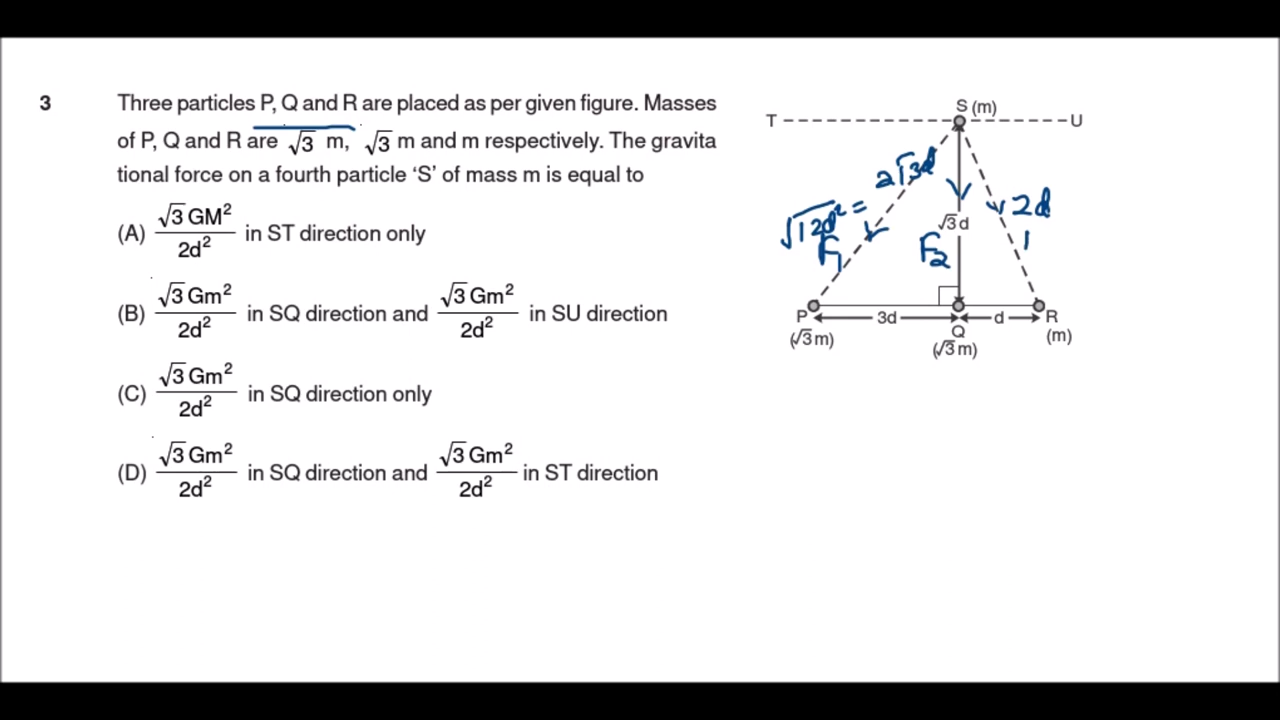 3 Three particles P, Q and R are placed as per given figure. Masses
of P, Q and R are √3 m, √3 m and m respectively. The gravita
tional force on a fourth particle ‘S’ of mass m is equal to
(A) √3 GM²/2d² in ST direction only
(B) √3 Gm²/2d² in SQ direction and √3 Gm²/2d² in SU direction
(C) √3 Gm²/2d² in SQ direction only
(D) √3 Gm²/2d² in SQ direction and √3 Gm²/2d² in ST direction
S (m)
T U
2√3d
√12d² =
2d
√3d
F₁
F₂
P 3d Q d R
(√3m) (√3m) (m)